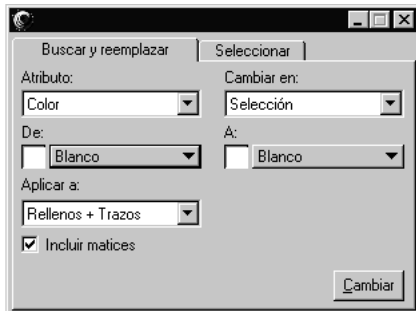 Buscar y reemplazar Seleccionar
Atributo: Cambiar en:
Color Selección
De: A:
Blanco Blanco
Aplicar a:
Rellenos + Trazos
Incluir matices
Cambiar